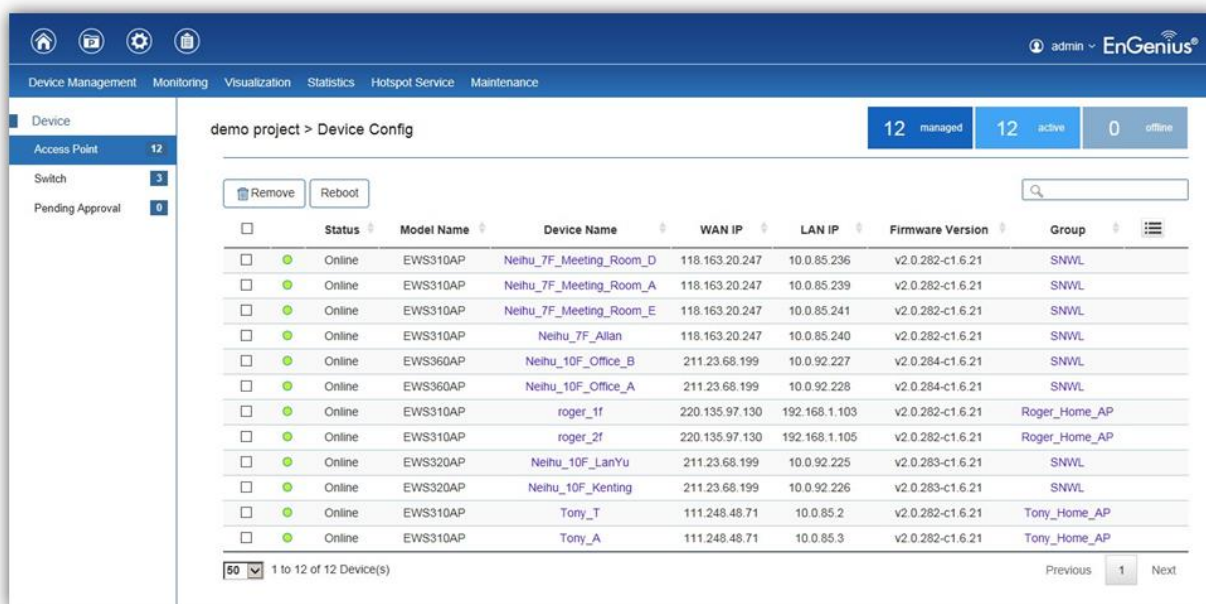 admin EnGenius®
Device Management Monitoring Visualization Statistics Hotspot Service Maintenance
Device
Access Point 12
Switch 3
Pending Approval 0
demo project > Device Config
12 managed 12 active 0 offline
Remove Reboot
Status Model Name Device Name WAN IP LAN IP Firmware Version Group
Online EWS310AP Neihu_7F_Meeting_Room_D 118.163.20.247 10.0.85.236 v2.0.282-c1.6.21 SNWL
Online EWS310AP Neihu_7F_Meeting_Room_A 118.163.20.247 10.0.85.239 v2.0.282-c1.6.21 SNWL
Online EWS310AP Neihu_7F_Meeting_Room_E 118.163.20.247 10.0.85.241 v2.0.282-c1.6.21 SNWL
Online EWS310AP Neihu_7F_Allan 118.163.20.247 10.0.85.240 v2.0.282-c1.6.21 SNWL
Online EWS360AP Neihu_10F_Office_B 211.23.68.199 10.0.92.227 v2.0.284-c1.6.21 SNWL
Online EWS360AP Neihu_10F_Office_A 211.23.68.199 10.0.92.228 v2.0.284-c1.6.21 SNWL
Online EWS310AP roger_1f 220.135.97.130 192.168.1.103 v2.0.282-c1.6.21 Roger_Home_AP
Online EWS310AP roger_2f 220.135.97.130 192.168.1.105 v2.0.282-c1.6.21 Roger_Home_AP
Online EWS320AP Neihu_10F_LanYu 211.23.68.199 10.0.92.225 v2.0.283-c1.6.21 SNWL
Online EWS320AP Neihu_10F_Kenting 211.23.68.199 10.0.92.226 v2.0.283-c1.6.21 SNWL
Online EWS310AP Tony_T 111.248.48.71 10.0.85.2 v2.0.282-c1.6.21 Tony_Home_AP
Online EWS310AP Tony_A 111.248.48.71 10.0.85.3 v2.0.282-c1.6.21 Tony_Home_AP
50 1 to 12 of 12 Device(s) Previous 1 Next